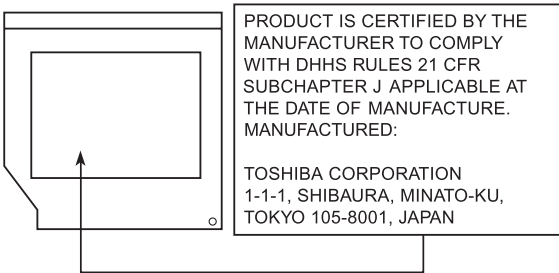 PRODUCT IS CERTIFIED BY THE
MANUFACTURER TO COMPLY
WITH DHHS RULES 21 CFR
SUBCHAPTER J APPLICABLE AT
THE DATE OF MANUFACTURE.
MANUFACTURED:
TOSHIBA CORPORATION
1-1-1, SHIBAURA, MINATO-KU,
TOKYO 105-8001, JAPAN